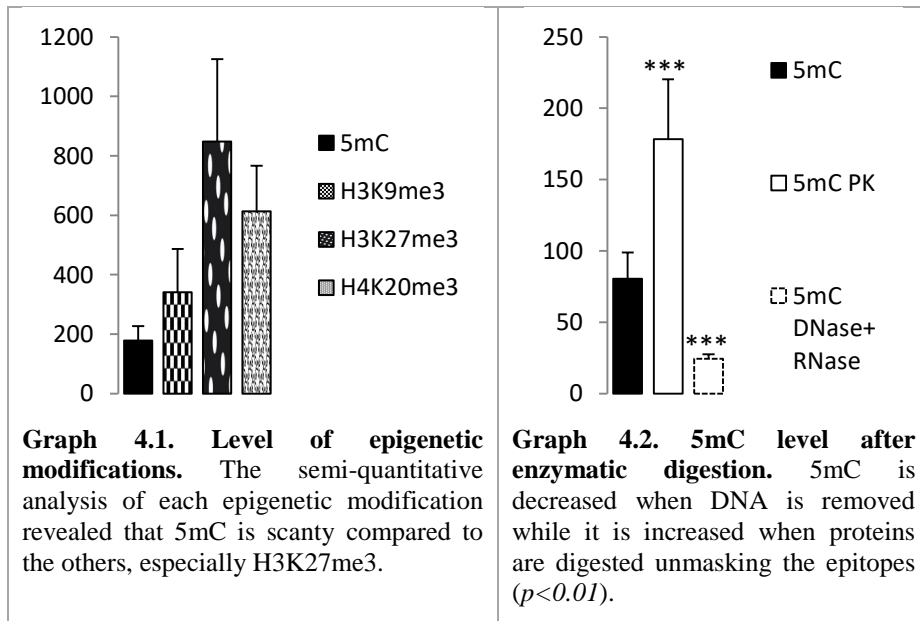 1200
1000
800
600
400
200
0
5mC
H3K9me3
H3K27me3
H4K20me3
Graph 4.1. Level of epigenetic
modifications. The semi-quantitative
analysis of each epigenetic modification
revealed that 5mC is scanty compared to
the others, especially H3K27me3.
250
200
150
100
50
0
***
***
5mC
5mC PK
5mC
DNase+
RNase
Graph 4.2. 5mC level after
enzymatic digestion. 5mC is
decreased when DNA is removed
while it is increased when proteins
are digested unmasking the epitopes
(p<0.01).